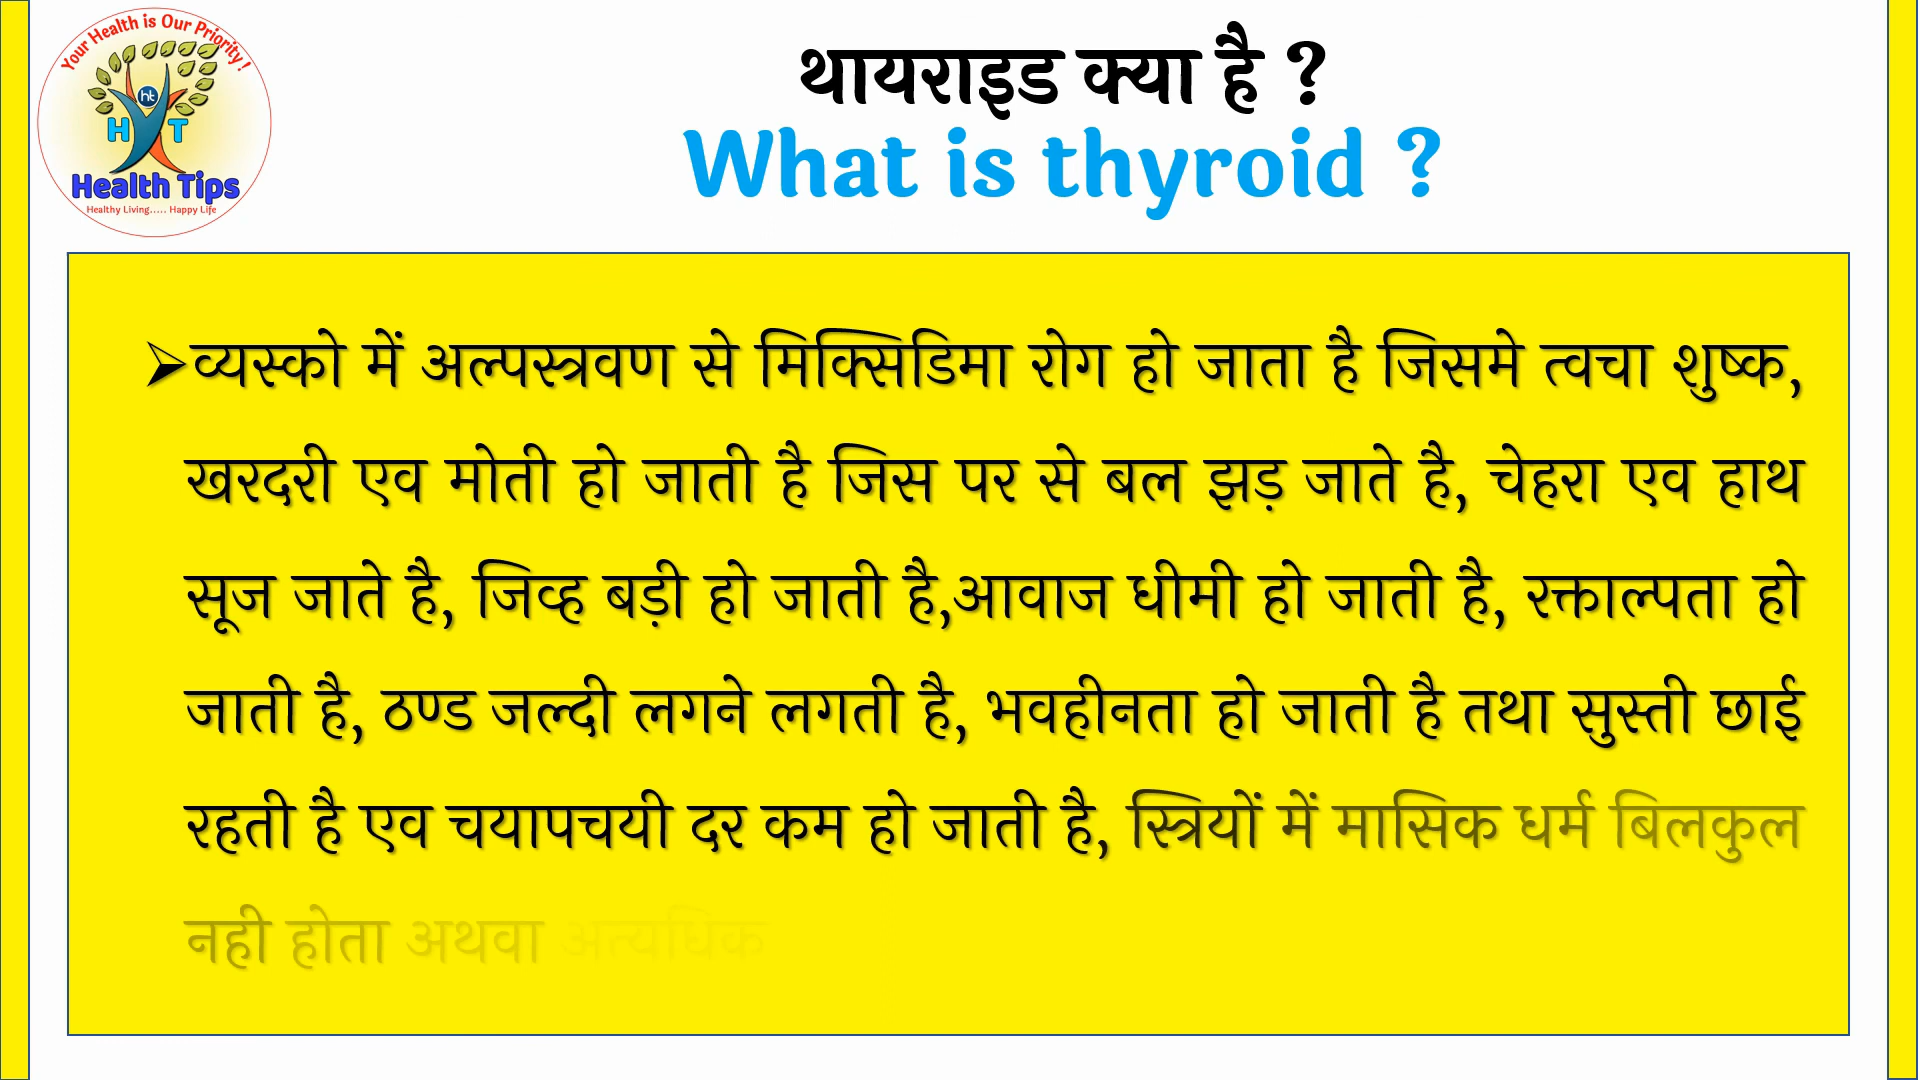 Your Health is Our Priority!
ht
H T
Health Tips
Healthy Living..... Happy Life
थायराइड क्या है ?
What is thyroid ?
➢व्यस्को में अल्पस्त्रवण से मिक्सिडिमा रोग हो जाता है जिसमे त्वचा शुष्क,
खरदरी एव मोती हो जाती है जिस पर से बल झड़ जाते है, चेहरा एव हाथ
सूज जाते है, जिव्ह बड़ी हो जाती है,आवाज धीमी हो जाती है, रक्ताल्पता हो
जाती है, ठण्ड जल्दी लगने लगती है, भवहीनता हो जाती है तथा सुस्ती छाई
रहती है एव चयापचयी दर कम हो जाती है, स्त्रियों में मासिक धर्म बिलकुल
नही होता अथवा अत्यधिक